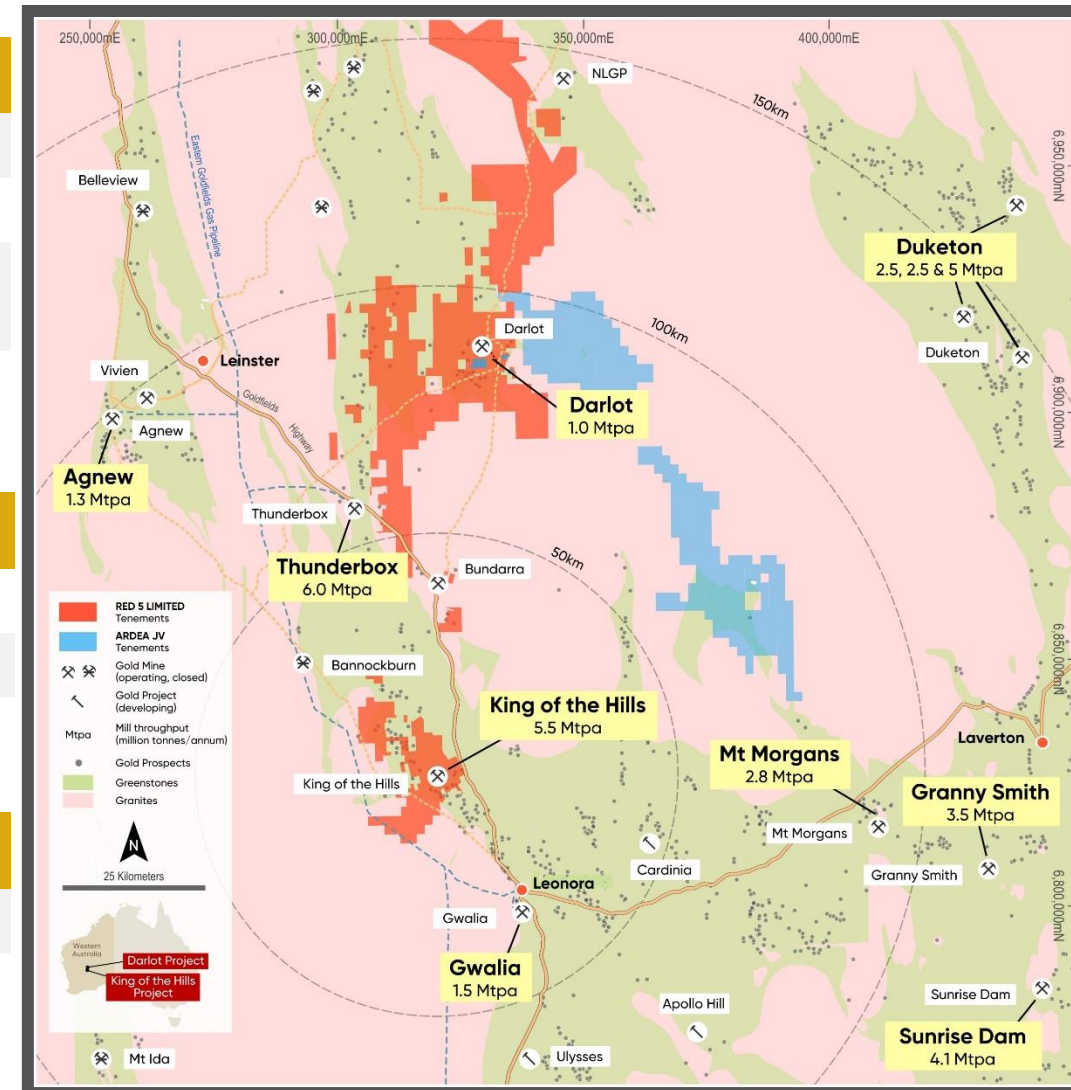 250,000mE
300,000mE
350,000mE
400,000mE
NLGP
150km
6,950,000mN
Eastern Goldfields Gas Pipeline
Belleview
Duketon
2.5, 2.5 & 5 Mtpa
Darlot
100km
Duketon
Leinster
Vivien
Goldfields
Highway
Darlot
1.0 Mtpa
6,900,000mN
Agnew
Agnew
1.3 Mtpa
Thunderbox
Thunderbox
6.0 Mtpa
50km
Bundarra
RED 5 LIMITED
Tenements
ARDEA JV
Tenements
Gold Mine
(operating, closed)
Gold Project
(developing)
Mtpa
Mill throughput
(million tonnes/annum)
Gold Prospects
Greenstones
Granites
N
25 Kilometers
Western
Australia
Darlot Project
King of the Hills
Project
Bannockburn
6,850,000mN
King of the Hills
5.5 Mtpa
King of the Hills
Laverton
Mt Morgans
2.8 Mtpa
Granny Smith
3.5 Mtpa
Mt Morgans
Cardinia
Granny Smith
Leonora
6,800,000mN
Gwalia
Gwalia
1.5 Mtpa
Apollo Hill
Sunrise Dam
Sunrise Dam
4.1 Mtpa
Mt Ida
Ulysses